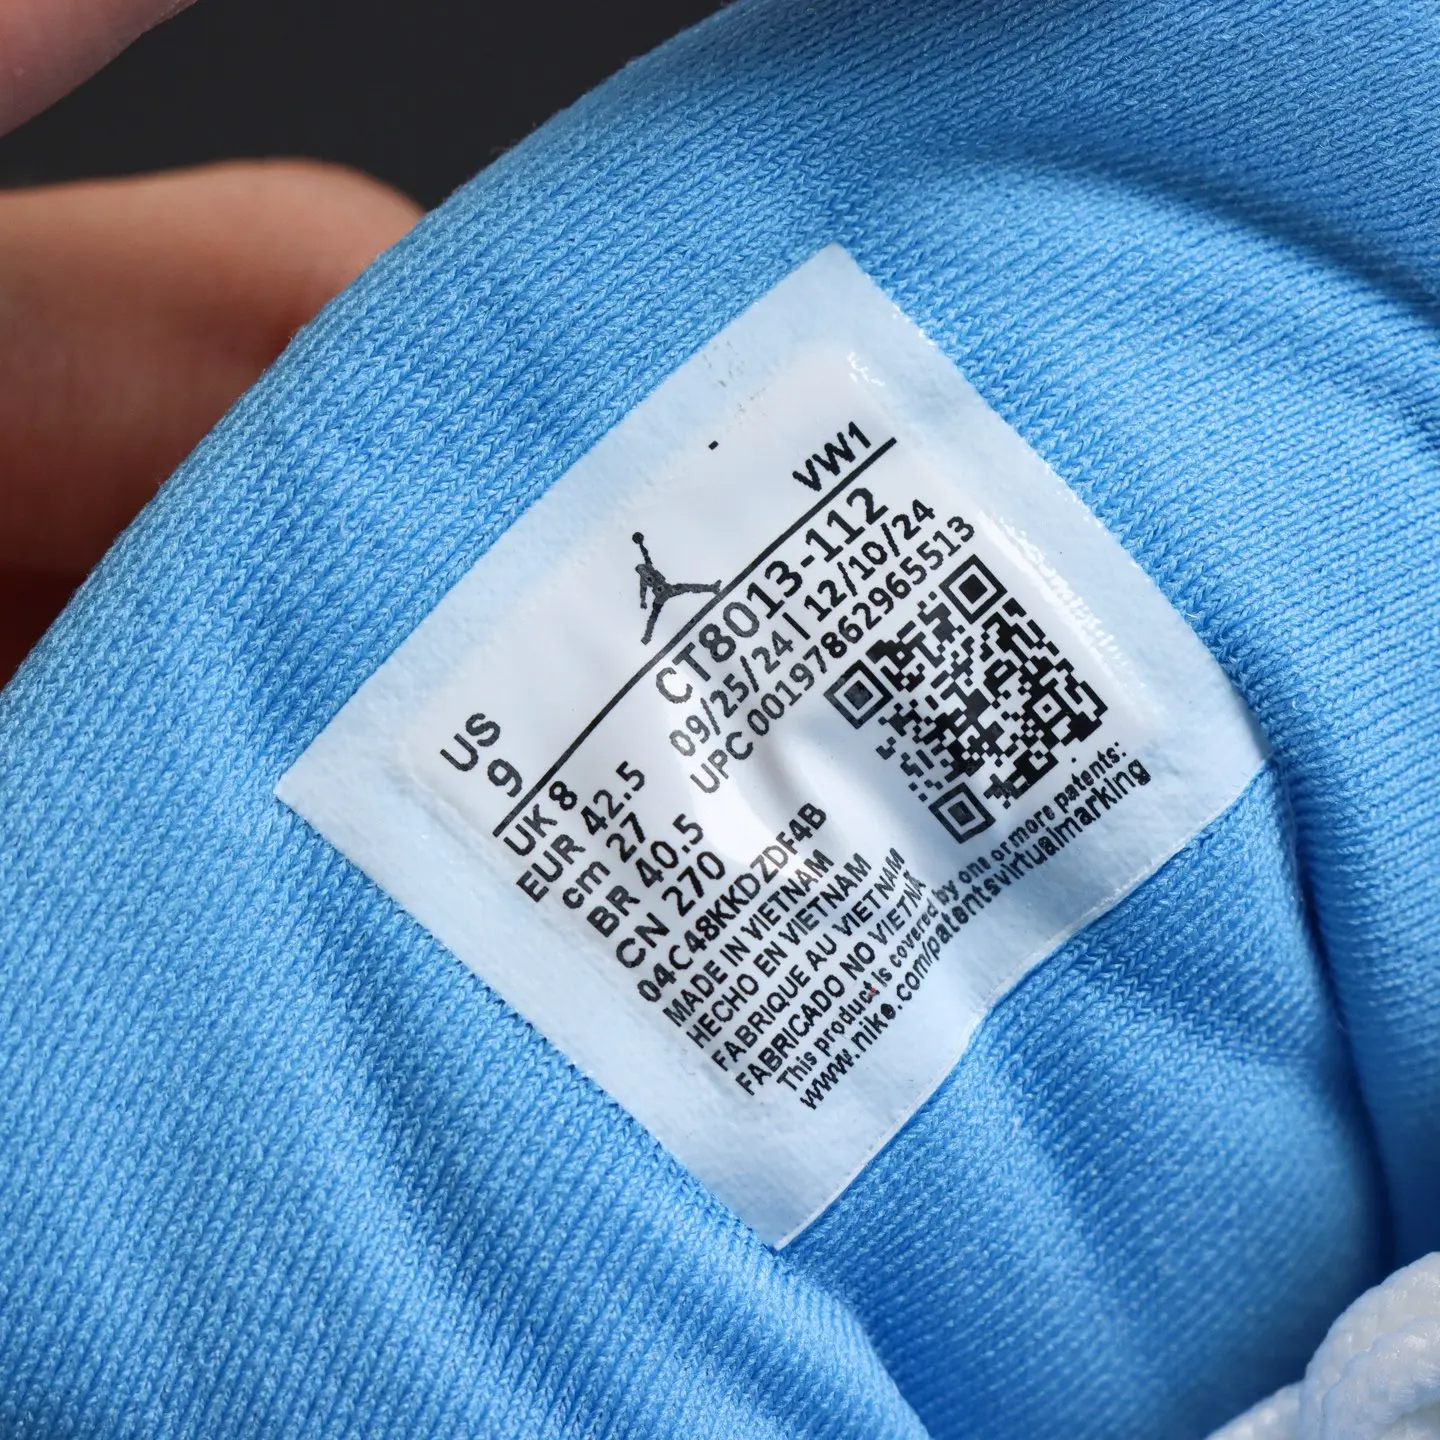 VW1
US
9
CT8013-112
09/25/24 | 12/10/24
UPC 00197862965513
UK 8
EUR 42.5
cm 27
BR 40.5
CN 270
04C48KKDZDF4B
MADE IN VIETNAM
HECHO EN VIETNAM
FABRIQUE AU VIETNAM
FABRICADO NO VIETNÃ
This product is covered by one or more patents:
www.nike.com/patentsvirtualmarking